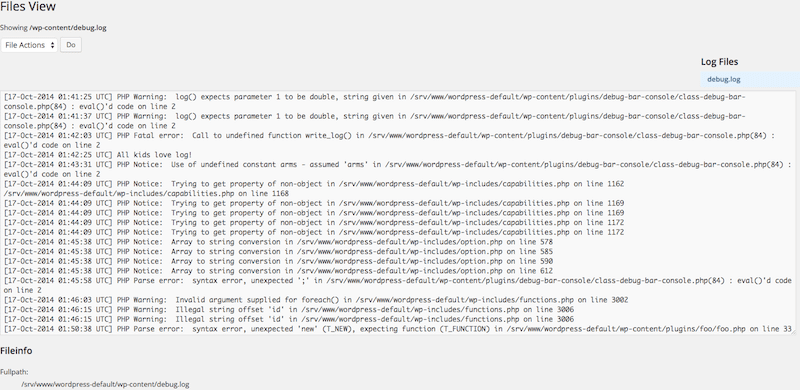 Files View
Showing /wp-content/debug.log
File Actions Do
Log Files
debug.log
[17-Oct-2014 01:41:25 UTC] PHP Warning:  log() expects parameter 1 to be double, string given in /srv/www/wordpress-default/wp-content/plugins/debug-bar-console/class-debug-bar-
console.php(84) : eval()'d code on line 2
[17-Oct-2014 01:41:37 UTC] PHP Warning:  log() expects parameter 1 to be double, string given in /srv/www/wordpress-default/wp-content/plugins/debug-bar-console/class-debug-bar-
console.php(84) : eval()'d code on line 2
[17-Oct-2014 01:42:03 UTC] PHP Fatal error:  Call to undefined function write_log() in /srv/www/wordpress-default/wp-content/plugins/debug-bar-console/class-debug-bar-console.php(84) :
eval()'d code on line 2
[17-Oct-2014 01:42:25 UTC] All kids love log!
[17-Oct-2014 01:43:31 UTC] PHP Notice:  Use of undefined constant arms - assumed 'arms' in /srv/www/wordpress-default/wp-content/plugins/debug-bar-console/class-debug-bar-console.php(84) :
eval()'d code on line 2
[17-Oct-2014 01:44:09 UTC] PHP Notice:  Trying to get property of non-object in /srv/www/wordpress-default/wp-includes/capabilities.php on line 1162
/srv/www/wordpress-default/wp-includes/capabilities.php on line 1168
[17-Oct-2014 01:44:09 UTC] PHP Notice:  Trying to get property of non-object in /srv/www/wordpress-default/wp-includes/capabilities.php on line 1169
[17-Oct-2014 01:44:09 UTC] PHP Notice:  Trying to get property of non-object in /srv/www/wordpress-default/wp-includes/capabilities.php on line 1169
[17-Oct-2014 01:44:09 UTC] PHP Notice:  Trying to get property of non-object in /srv/www/wordpress-default/wp-includes/capabilities.php on line 1172
[17-Oct-2014 01:44:09 UTC] PHP Notice:  Trying to get property of non-object in /srv/www/wordpress-default/wp-includes/capabilities.php on line 1172
[17-Oct-2014 01:45:38 UTC] PHP Notice:  Array to string conversion in /srv/www/wordpress-default/wp-includes/option.php on line 578
[17-Oct-2014 01:45:38 UTC] PHP Notice:  Array to string conversion in /srv/www/wordpress-default/wp-includes/option.php on line 585
[17-Oct-2014 01:45:38 UTC] PHP Notice:  Array to string conversion in /srv/www/wordpress-default/wp-includes/option.php on line 590
[17-Oct-2014 01:45:38 UTC] PHP Notice:  Array to string conversion in /srv/www/wordpress-default/wp-includes/option.php on line 612
[17-Oct-2014 01:45:58 UTC] PHP Parse error:  syntax error, unexpected ';' in /srv/www/wordpress-default/wp-content/plugins/debug-bar-console/class-debug-bar-console.php(84) : eval()'d code
on line 2
[17-Oct-2014 01:46:03 UTC] PHP Warning:  Invalid argument supplied for foreach() in /srv/www/wordpress-default/wp-includes/functions.php on line 3002
[17-Oct-2014 01:46:15 UTC] PHP Warning:  Illegal string offset 'id' in /srv/www/wordpress-default/wp-includes/functions.php on line 3006
[17-Oct-2014 01:46:15 UTC] PHP Warning:  Illegal string offset 'id' in /srv/www/wordpress-default/wp-includes/functions.php on line 3006
[17-Oct-2014 01:50:38 UTC] PHP Parse error:  syntax error, unexpected 'new' (T_NEW), expecting function (T_FUNCTION) in /srv/www/wordpress-default/wp-content/plugins/foo/foo.php on line 33
Fileinfo
Fullpath:
/srv/www/wordpress-default/wp-content/debug.log